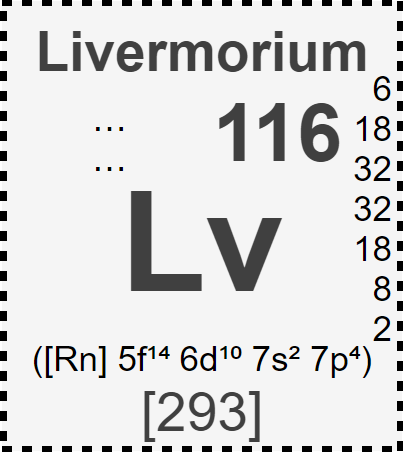 Livermorium
6
... 116 18
... 32
Lv 32
18
8
2
([Rn] 5f¹⁴ 6d¹⁰ 7s² 7p⁴)
[293]